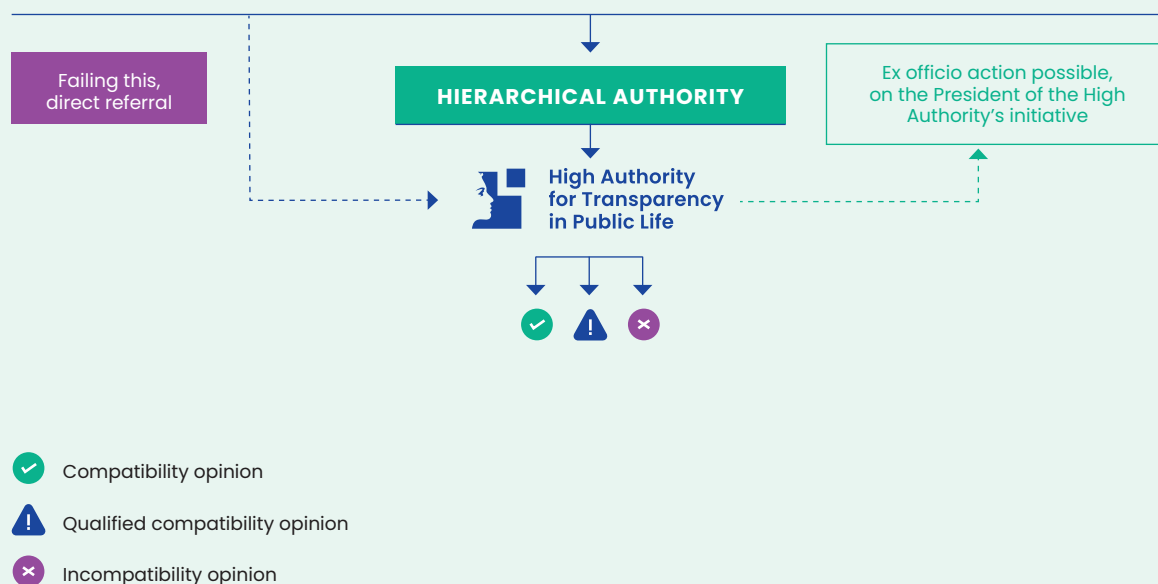 Failing this,
direct referral
HIERARCHICAL AUTHORITY
Ex officio action possible,
on the President of the High
Authority’s initiative
High Authority
for Transparency
in Public Life
Compatibility opinion
Qualified compatibility opinion
Incompatibility opinion